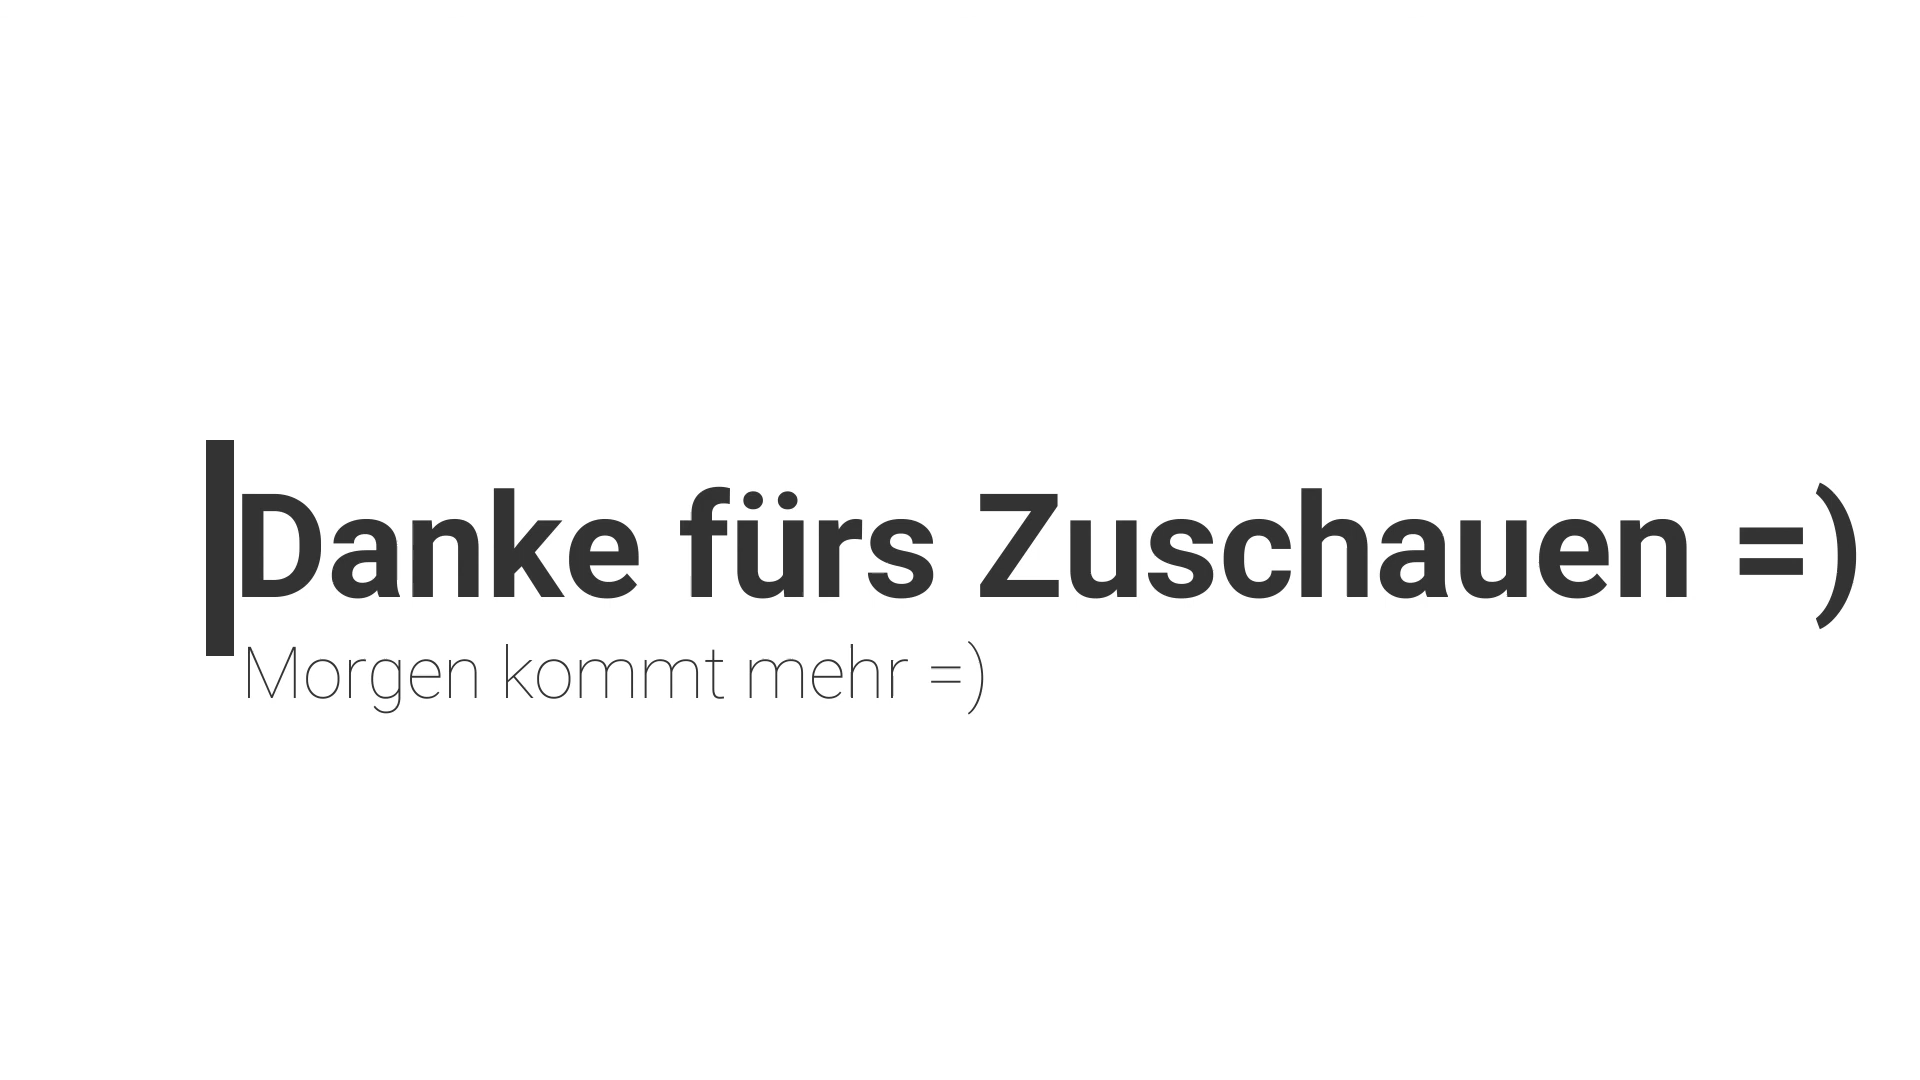 Danke fürs Zuschauen =)
Morgen kommt mehr =)